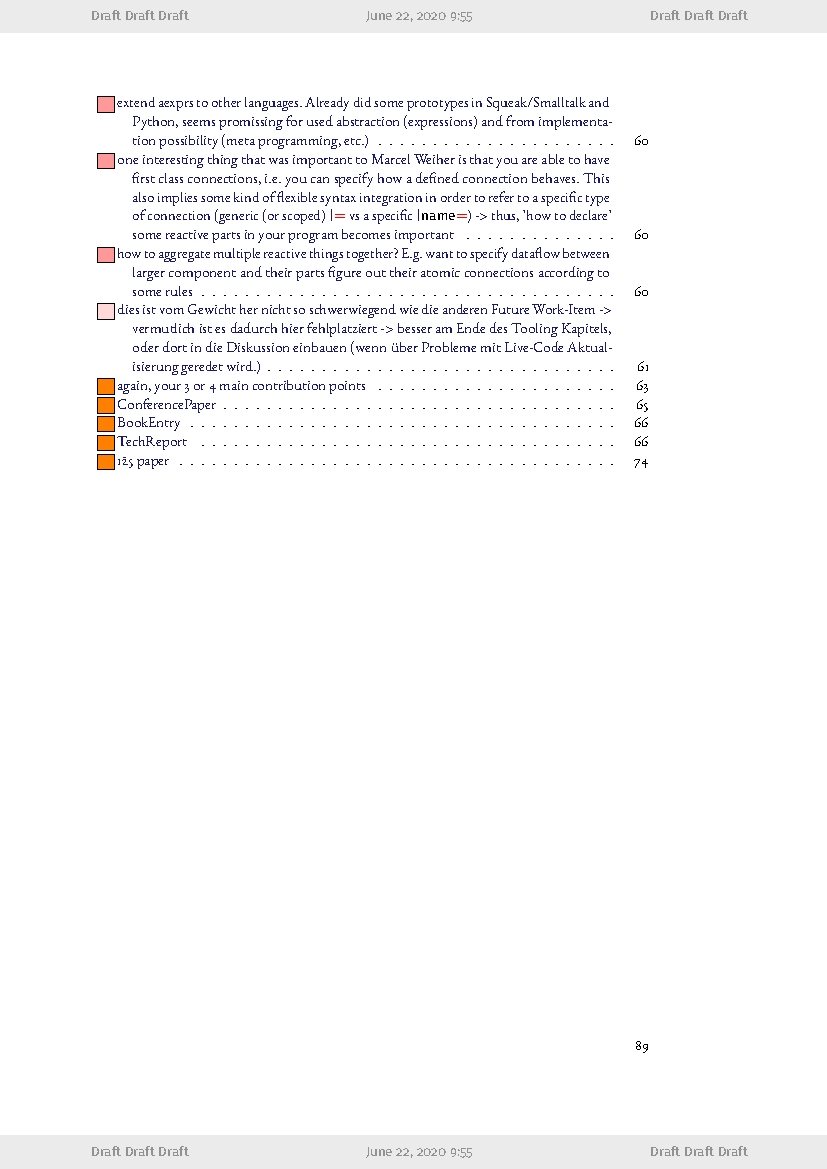 Draft Draft Draft June 22, 2020 9:55 Draft Draft Draft
extend aexprs to other languages. Already did some prototypes in Squeak/Smalltalk and
Python, seems promissing for used abstraction (expressions) and from implementa-
tion possibility (meta programming, etc.) . . . . . . . . . . . . . . . . . . . . . . 60
one interesting thing that was important to Marcel Weiher is that you are able to have
first class connections, i.e. you can specify how a defined connection behaves. This
also implies some kind of flexible syntax integration in order to refer to a specific type
of connection (generic (or scoped) |= vs a specific |name=) -> thus, 'how to declare'
some reactive parts in your program becomes important . . . . . . . . . . . . . . 60
how to aggregate multiple reactive things together? E.g. want to specify dataflow between
larger component and their parts figure out their atomic connections according to
some rules . . . . . . . . . . . . . . . . . . . . . . . . . . . . . . . . . . . . . . 60
dies ist vom Gewicht her nicht so schwerwiegend wie die anderen Future Work-Item ->
vermutlich ist es dadurch hier fehlplatziert -> besser am Ende des Tooling Kapitels,
oder dort in die Diskussion einbauen (wenn über Probleme mit Live-Code Aktual-
isierung geredet wird.) . . . . . . . . . . . . . . . . . . . . . . . . . . . . . . . . 61
again, your 3 or 4 main contribution points . . . . . . . . . . . . . . . . . . . . . . 63
ConferencePaper . . . . . . . . . . . . . . . . . . . . . . . . . . . . . . . . . . . . 65
BookEntry . . . . . . . . . . . . . . . . . . . . . . . . . . . . . . . . . . . . . . . 66
TechReport . . . . . . . . . . . . . . . . . . . . . . . . . . . . . . . . . . . . . . 66
125 paper . . . . . . . . . . . . . . . . . . . . . . . . . . . . . . . . . . . . . . . . 74
89
Draft Draft Draft June 22, 2020 9:55 Draft Draft Draft